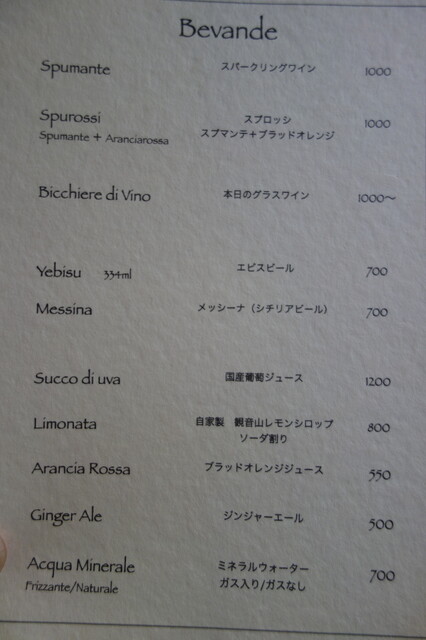 Bevande
Spumante スパークリングワイン 1000
Spurossi スプロッシ 1000
Spumante + Aranciarossa スプマンテ+ブラッドオレンジ
Bicchiere di Vino 本日のグラスワイン 1000〜
Yebisu 334ml エビスビール 700
Messina メッシーナ（シチリアビール） 700
Succo di uva 国産葡萄ジュース 1200
Limonata 自家製 観音山レモンシロップ 800
ソーダ割り
Arancia Rossa ブラッドオレンジジュース 550
Ginger Ale ジンジャーエール 500
Acqua Minerale ミネラルウォーター 700
Frizzante/Naturale ガス入り/ガスなし